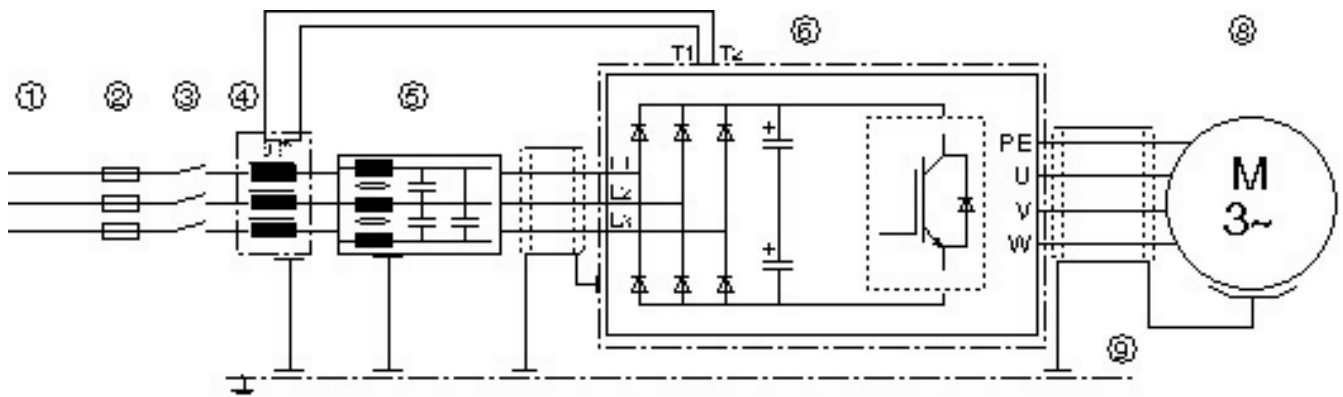 ⑥ ⑧
T1 T2
① ② ③ ④ ⑤
PE
L1
U
L2
V
L3
W
M
3~
+
+
⑨